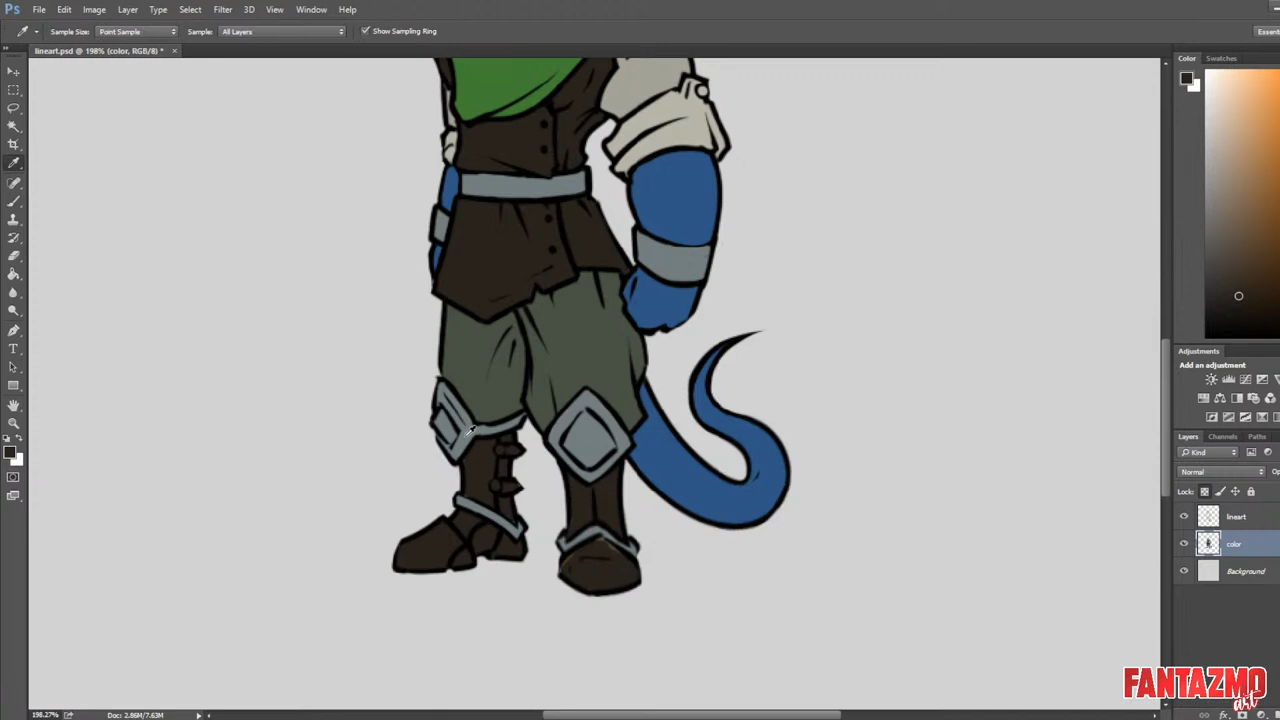 Ps File Edit Image Layer Type Select Filter 3D View Window Help
Sample Size: Point Sample Sample: All Layers Show Sampling Ring
lineart.psd @ 198% (color, RGB/8) *
Color Swatches
Adjustments
Add an adjustment
Layers Channels Paths
Kind
Normal
Lock:
lineart
color
Background
FANTAZMO
art
198.27% Doc: 2.86M/7.63M
fx